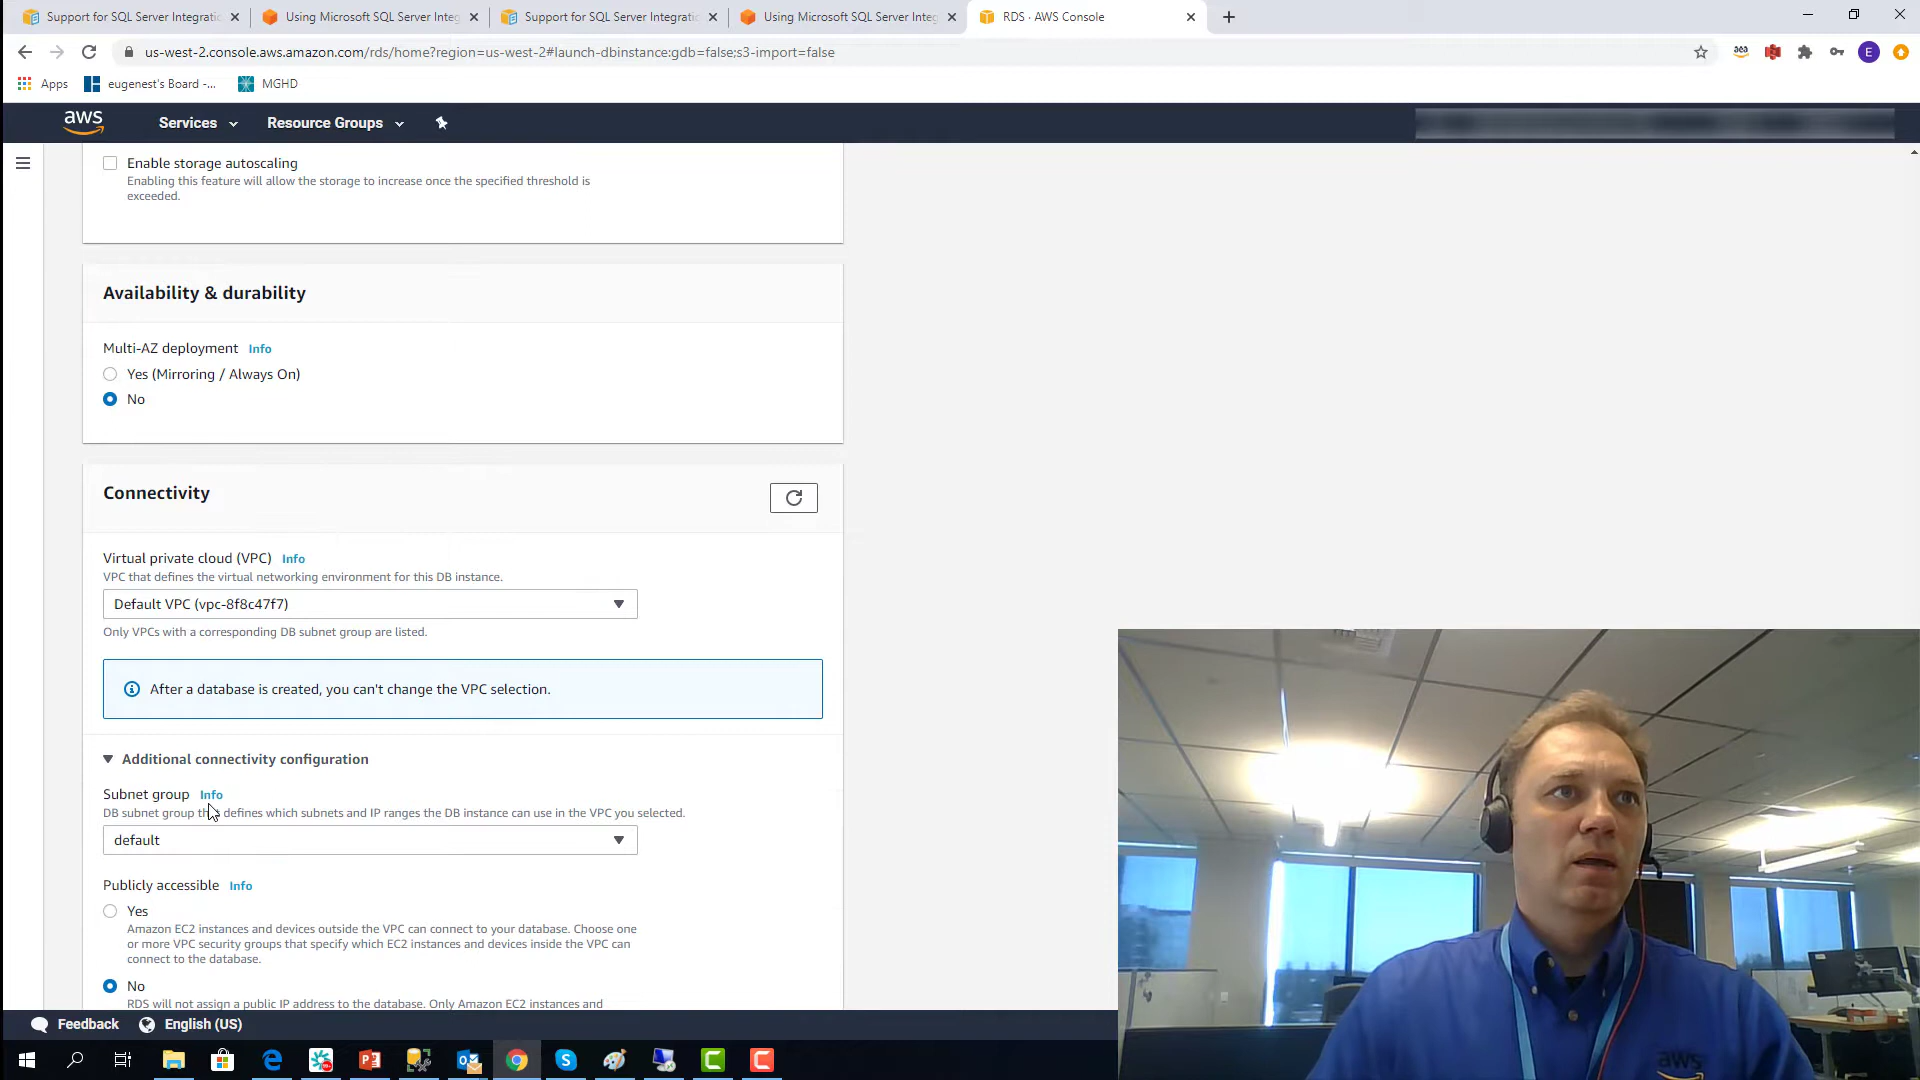 Support for SQL Server Integratio
Using Microsoft SQL Server Integ
Support for SQL Server Integratio
Using Microsoft SQL Server Integ
RDS · AWS Console
us-west-2.console.aws.amazon.com/rds/home?region=us-west-2#launch-dbinstance:gdb=false;s3-import=false
E
Apps
eugenest's Board -...
MGHD
aws
Services
Resource Groups
Enable storage autoscaling
Enabling this feature will allow the storage to increase once the specified threshold is
exceeded.
Availability & durability
Multi-AZ deployment Info
Yes (Mirroring / Always On)
No
Connectivity
Virtual private cloud (VPC) Info
VPC that defines the virtual networking environment for this DB instance.
Default VPC (vpc-8f8c47f7)
Only VPCs with a corresponding DB subnet group are listed.
After a database is created, you can't change the VPC selection.
Additional connectivity configuration
Subnet group Info
DB subnet group that defines which subnets and IP ranges the DB instance can use in the VPC you selected.
default
Publicly accessible Info
Yes
Amazon EC2 instances and devices outside the VPC can connect to your database. Choose one
or more VPC security groups that specify which EC2 instances and devices inside the VPC can
connect to the database.
No
RDS will not assign a public IP address to the database. Only Amazon EC2 instances and
Feedback
English (US)
aws